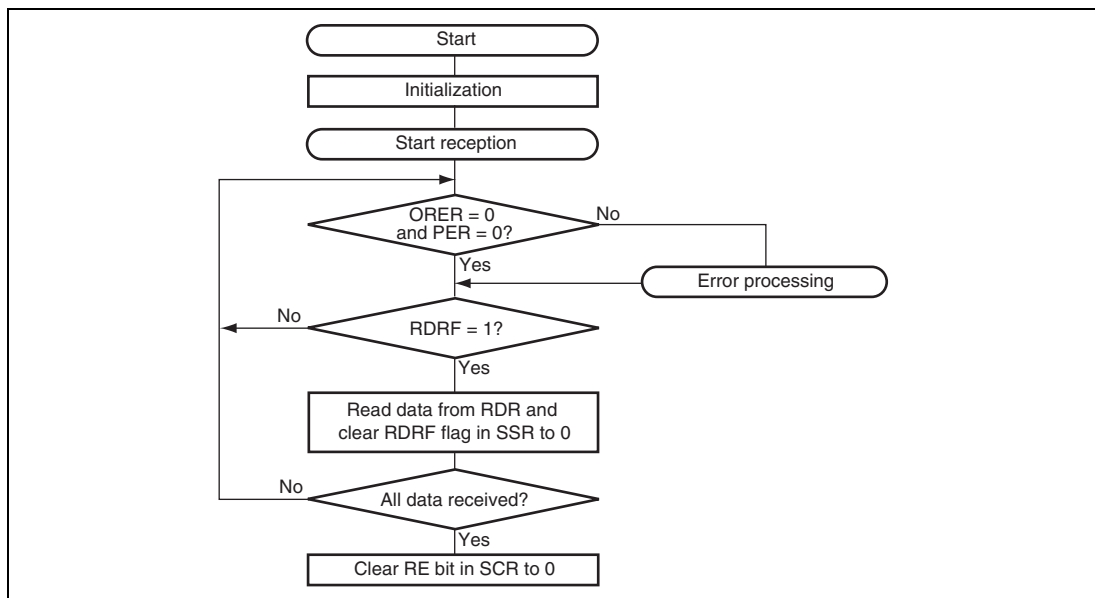 Start
Initialization
Start reception
ORER = 0
and PER = 0?
No
Yes
Error processing
No
RDRF = 1?
Yes
Read data from RDR and
clear RDRF flag in SSR to 0
No
All data received?
Yes
Clear RE bit in SCR to 0